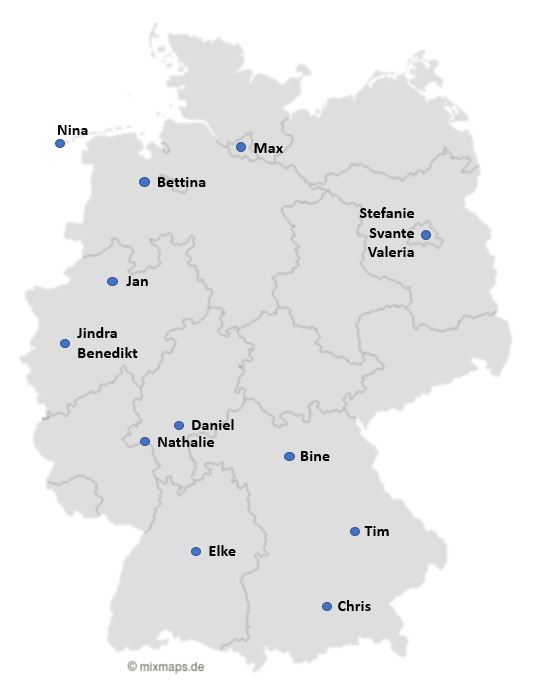 Nina
Max
Bettina
Stefanie
Svante
Valeria
Jan
Jindra
Benedikt
Daniel
Nathalie
Bine
Tim
Elke
Chris
© mixmaps.de